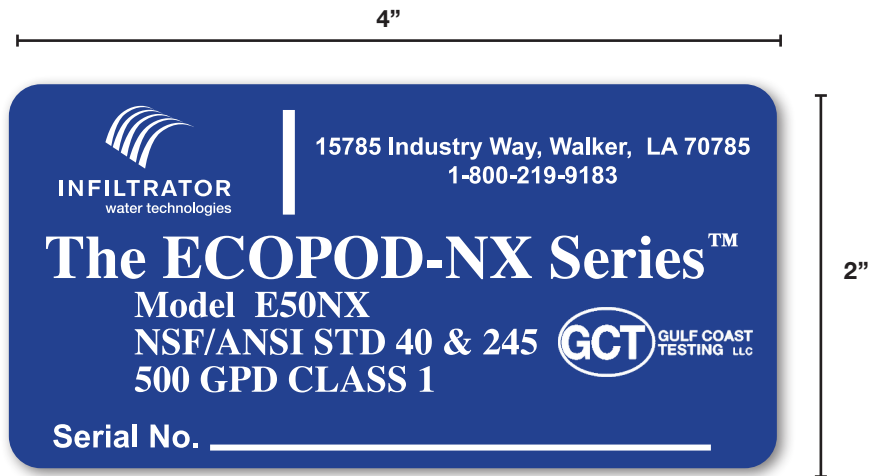 4”
INFILTRATOR
water technologies
15785 Industry Way, Walker, LA 70785
1-800-219-9183
The ECOPOD-NX Series™
Model E50NX
NSF/ANSI STD 40 & 245
500 GPD CLASS 1
GCT
GULF COAST
TESTING LLC
Serial No.
2”